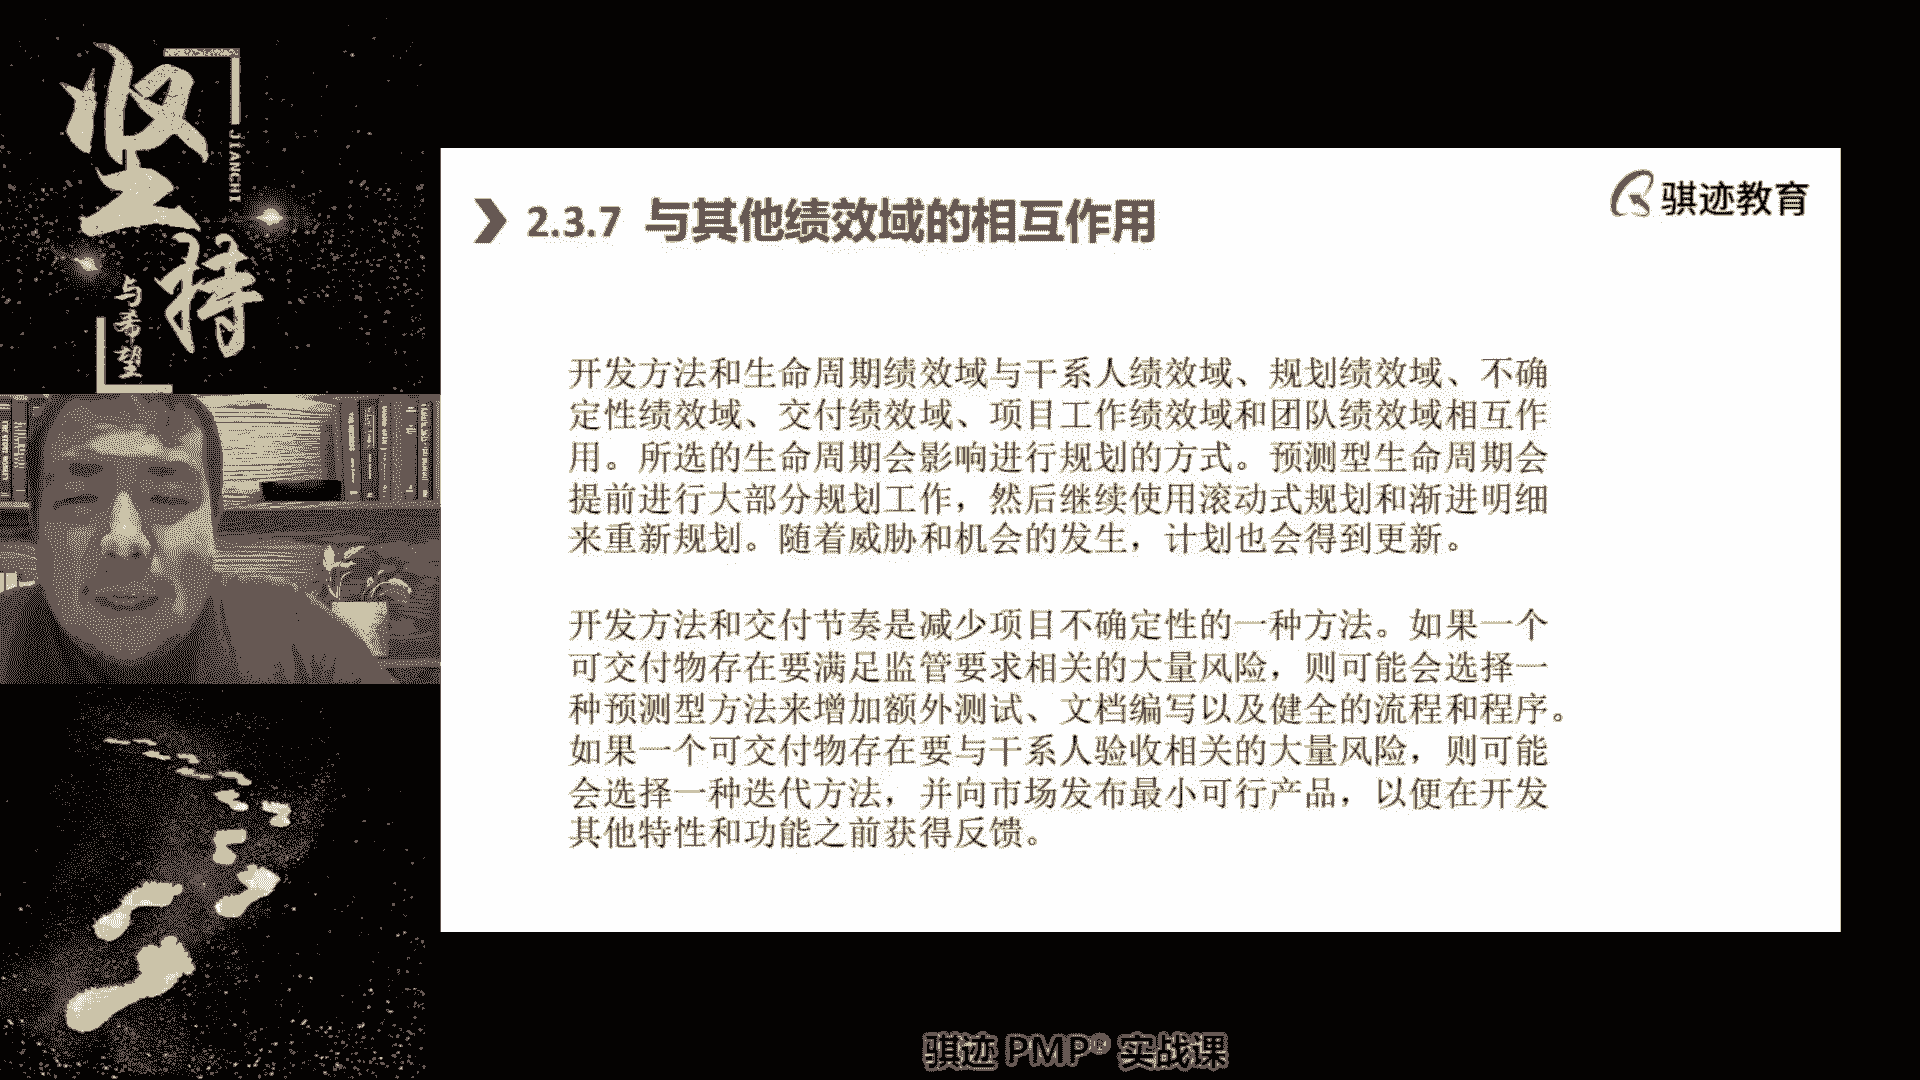 坚持
JIANCHI
与希望
骐迹教育
2.3.7 与其他绩效域的相互作用
开发方法和生命周期绩效域与干系人绩效域、规划绩效域、不确
定性绩效域、交付绩效域、项目工作绩效域和团队绩效域相互作
用。所选的生命周期会影响进行规划的方式。预测型生命周期会
提前进行大部分规划工作，然后继续使用滚动式规划和渐进明细
来重新规划。随着威胁和机会的发生，计划也会得到更新。
开发方法和交付节奏是减少项目不确定性的一种方法。如果一个
可交付物存在要满足监管要求相关的大量风险，则可能会选择一
种预测型方法来增加额外测试、文档编写以及健全的流程和程序。
如果一个可交付物存在要与干系人验收相关的大量风险，则可能
会选择一种迭代方法，并向市场发布最小可行产品，以便在开发
其他特性和功能之前获得反馈。
骐迹 PMP® 实战课